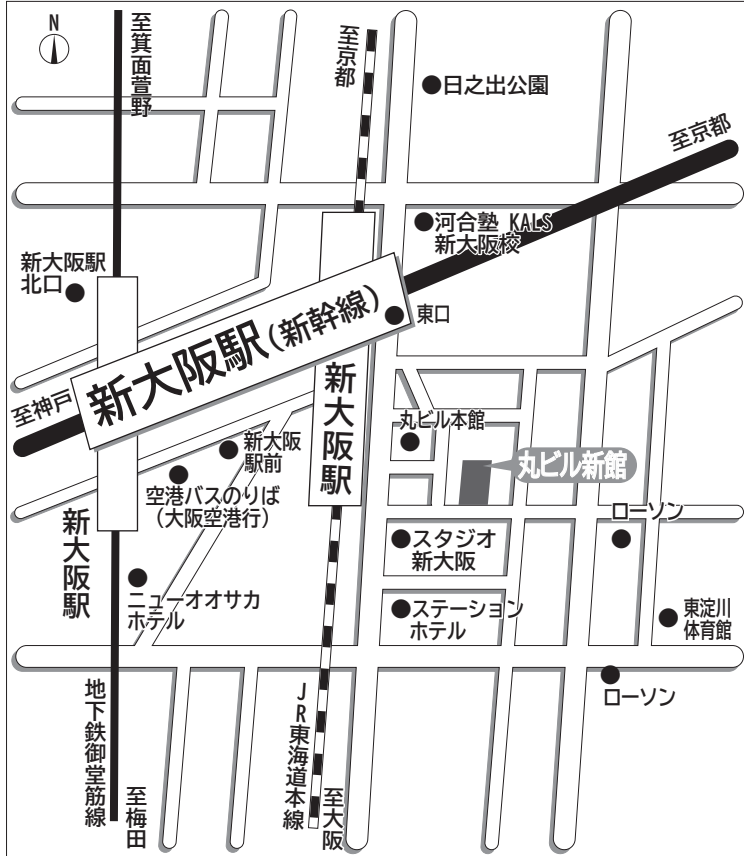 N
至箕面萱野
至京都
日之出公園
至京都
河合塾 KALS
新大阪校
新大阪駅
北口
東口
新大阪駅(新幹線)
至神戸
新大阪駅
丸ビル本館
新大阪
駅前
丸ビル新館
空港バスのりば
(大阪空港行)
ローソン
新大阪駅
スタジオ
新大阪
ニューオオサカ
ホテル
ステーション
ホテル
東淀川
体育館
ローソン
地下鉄御堂筋線
至梅田
JR東海道本線
至大阪